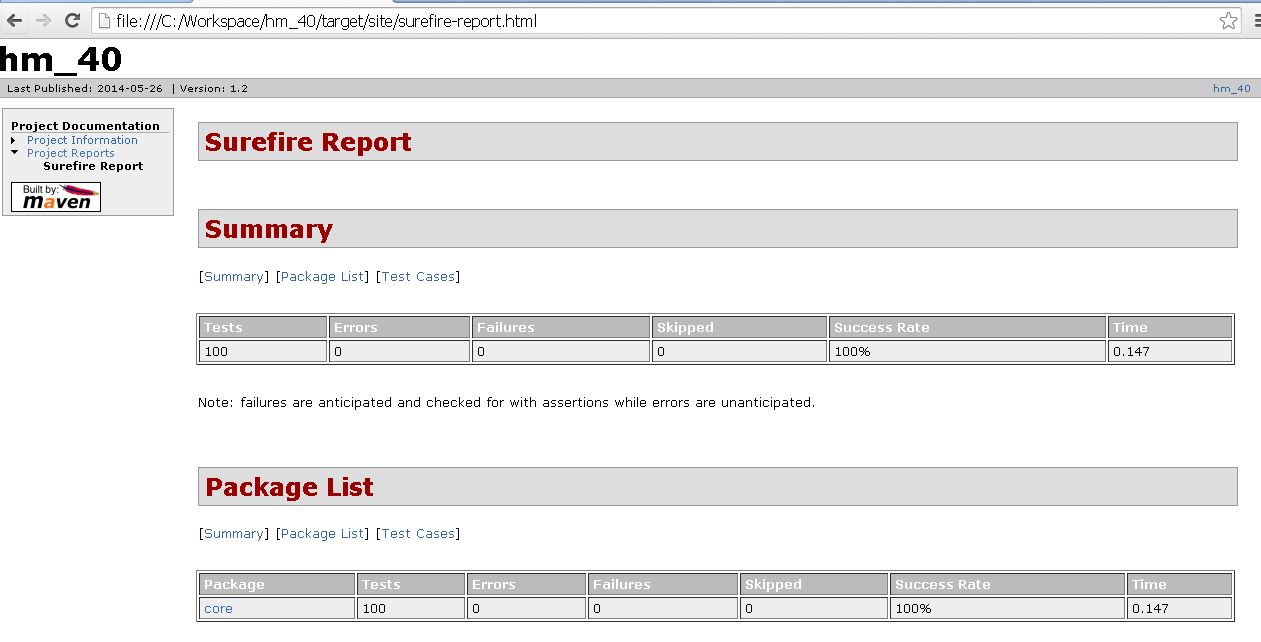 file:///C:/Workspace/hm_40/target/site/surefire-report.html
hm_40
Last Published: 2014-05-26 | Version: 1.2 hm_40
Project Documentation
Project Information
Project Reports
Surefire Report
Built by:
maven
Surefire Report
Summary
[Summary] [Package List] [Test Cases]
Tests Errors Failures Skipped Success Rate Time
100 0 0 0 100% 0.147
Note: failures are anticipated and checked for with assertions while errors are unanticipated.
Package List
[Summary] [Package List] [Test Cases]
Package Tests Errors Failures Skipped Success Rate Time
core 100 0 0 0 100% 0.147